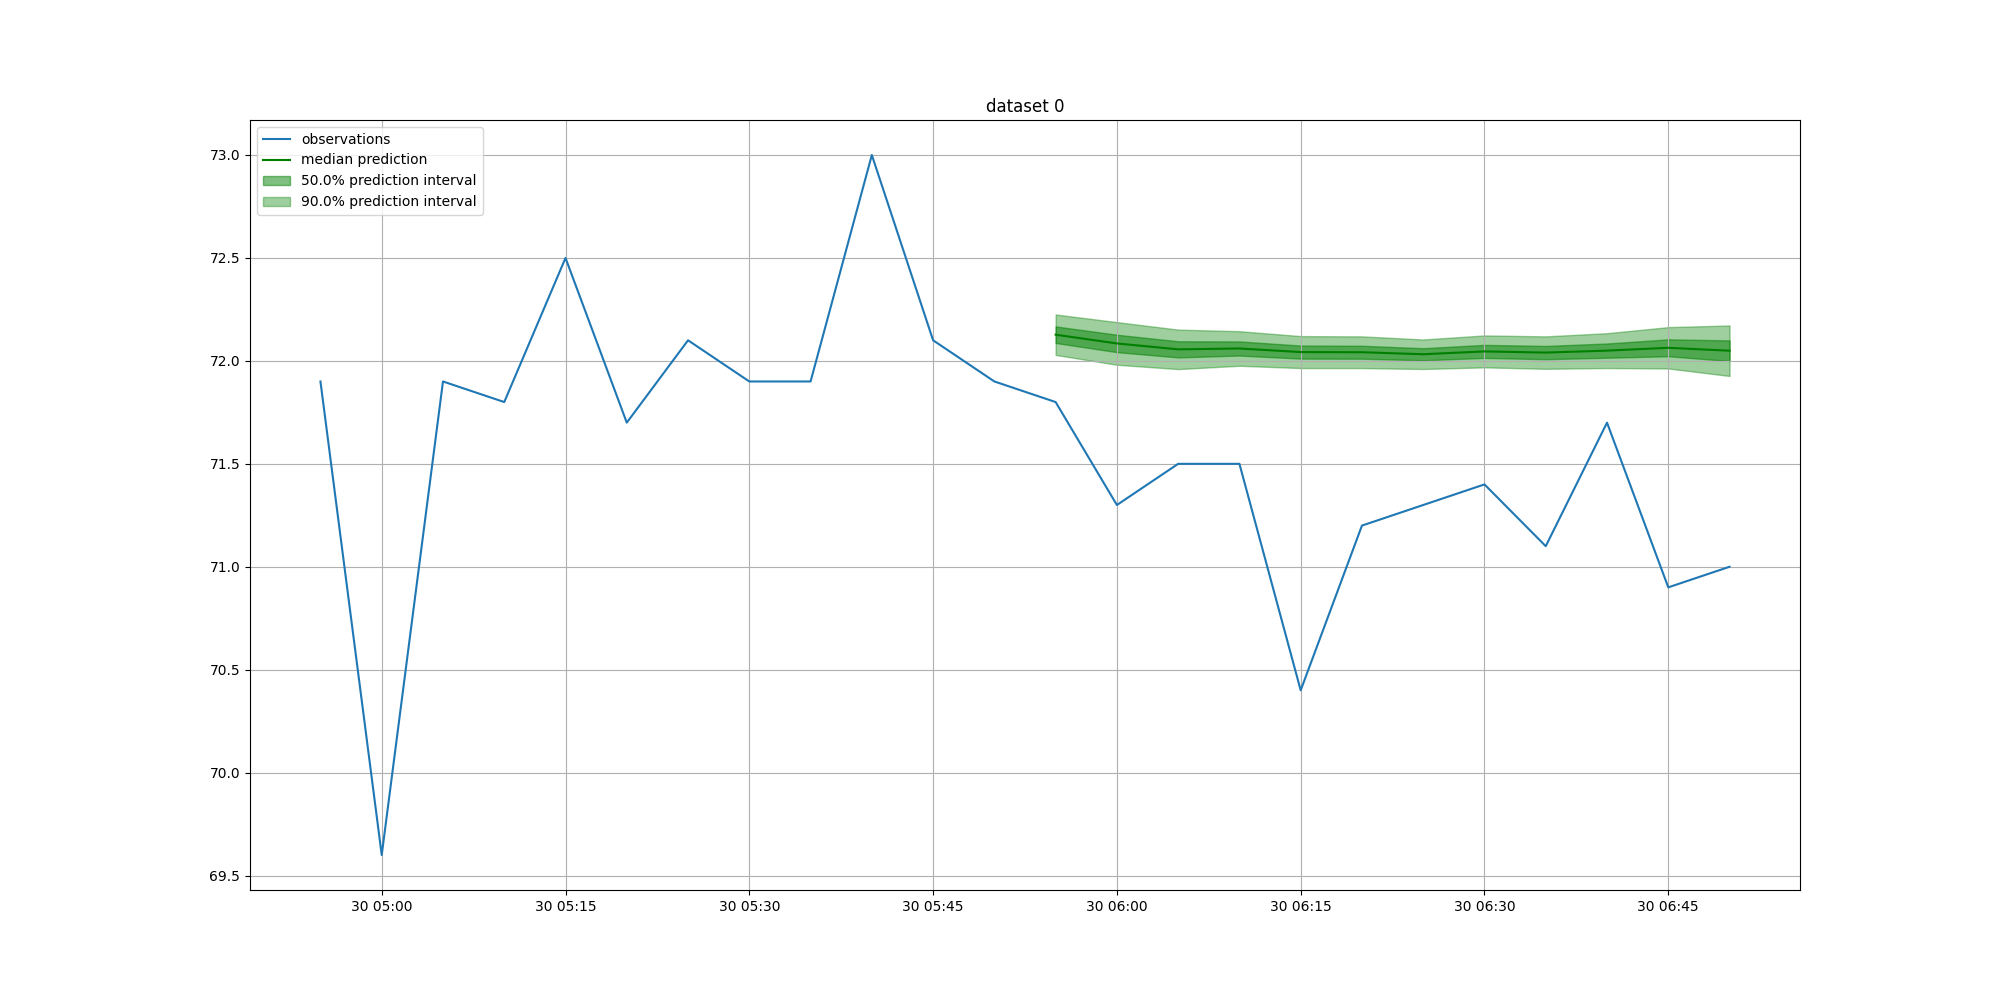 dataset 0
observations
median prediction
50.0% prediction interval
90.0% prediction interval
73.0
72.5
72.0
71.5
71.0
70.5
70.0
69.5
30 05:00 30 05:15 30 05:30 30 05:45 30 06:00 30 06:15 30 06:30 30 06:45